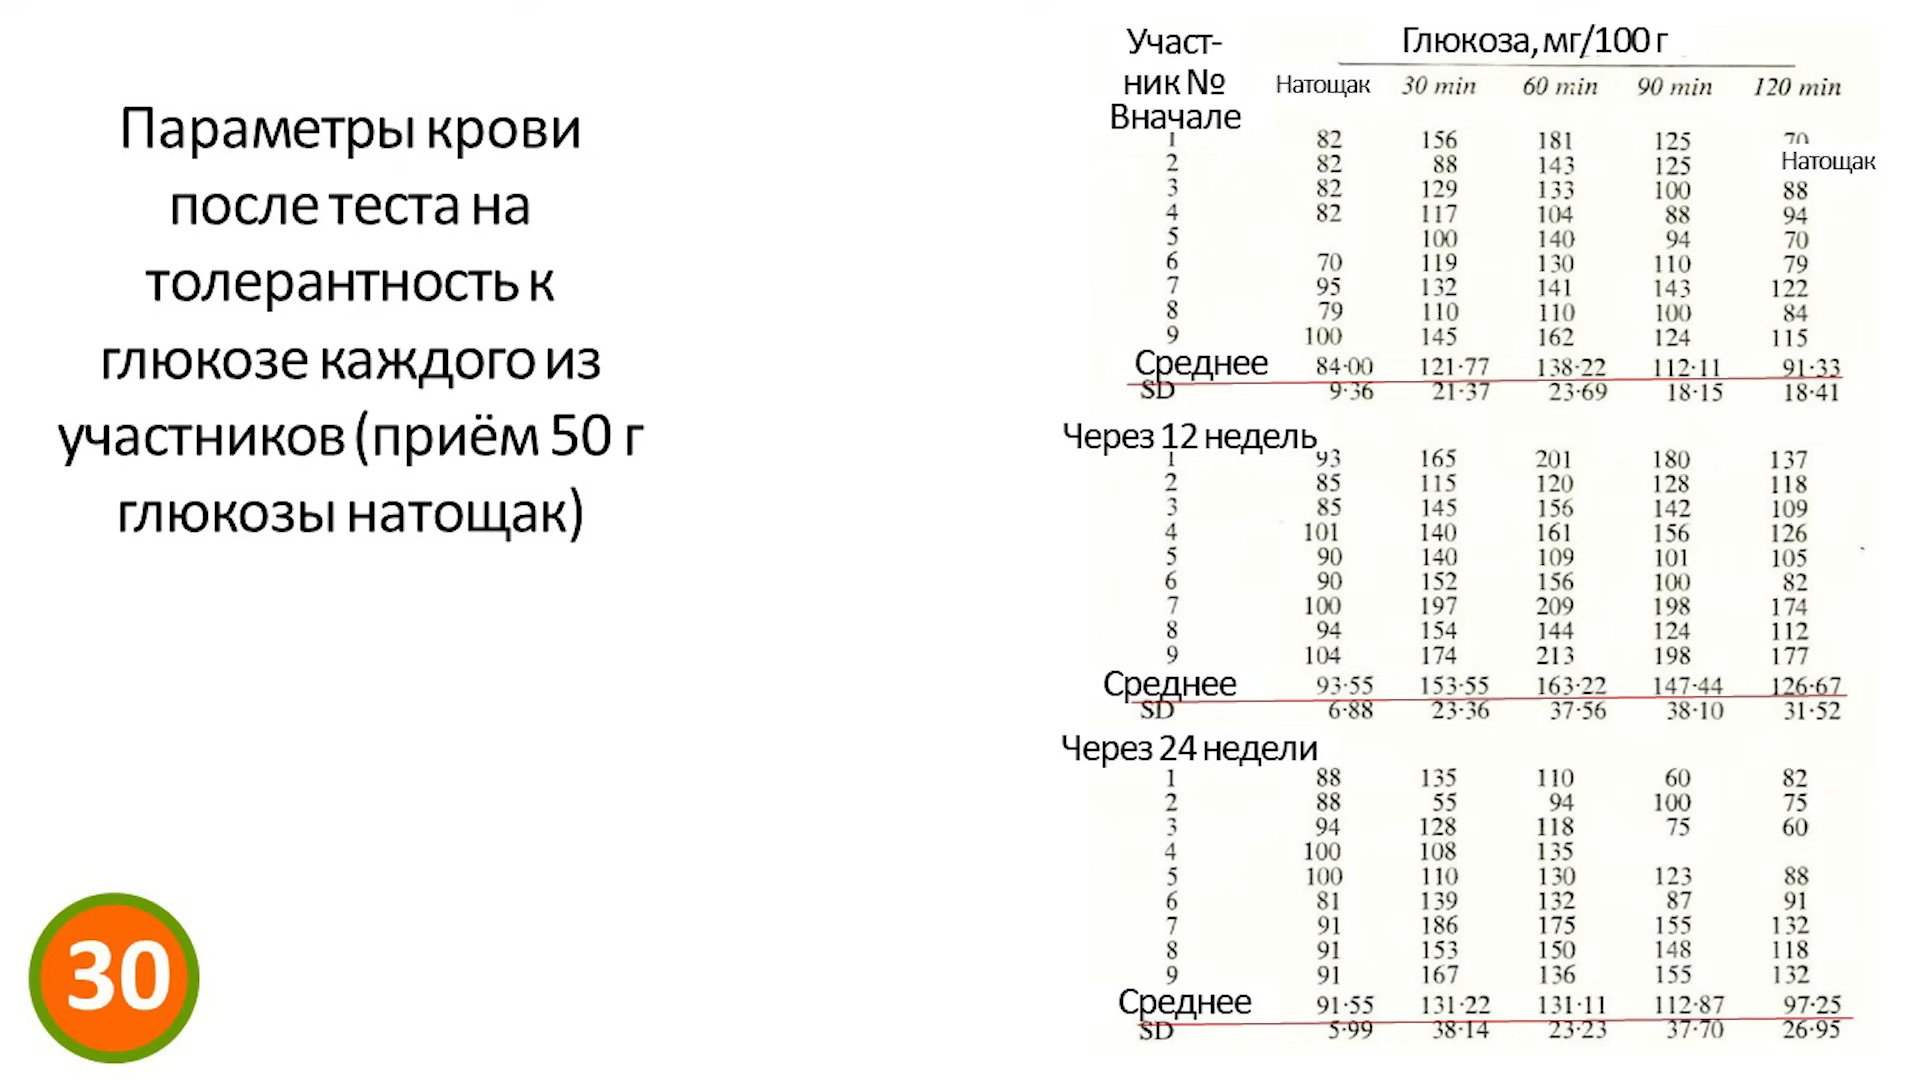 Параметры крови
после теста на
толерантность к
глюкозе каждого из
участников (приём 50 г
глюкозы натощак)
30
Участ-
ник №
Глюкоза, мг/100 г
Натощак 30 min 60 min 90 min 120 min
Вначале
1 82 156 181 125 70
2 82 88 143 125 Натощак
3 82 129 133 100 88
4 82 117 104 88 94
5 100 140 94 70
6 70 119 130 110 79
7 95 132 141 143 122
8 79 110 110 100 84
9 100 145 162 124 115
Среднее 84·00 121·77 138·22 112·11 91·33
SD 9·36 21·37 23·69 18·15 18·41
Через 12 недель
1 93 165 201 180 137
2 85 115 120 128 118
3 85 145 156 142 109
4 101 140 161 156 126
5 90 140 109 101 105
6 90 152 156 100 82
7 100 197 209 198 174
8 94 154 144 124 112
9 104 174 213 198 177
Среднее 93·55 153·55 163·22 147·44 126·67
SD 6·88 23·36 37·56 38·10 31·52
Через 24 недели
1 88 135 110 60 82
2 88 55 94 100 75
3 94 128 118 75 60
4 100 108 135
5 100 110 130 123 88
6 81 139 132 87 91
7 91 186 175 155 132
8 91 153 150 148 118
9 91 167 136 155 132
Среднее 91·55 131·22 131·11 112·87 97·25
SD 5·99 38·14 23·23 37·70 26·95